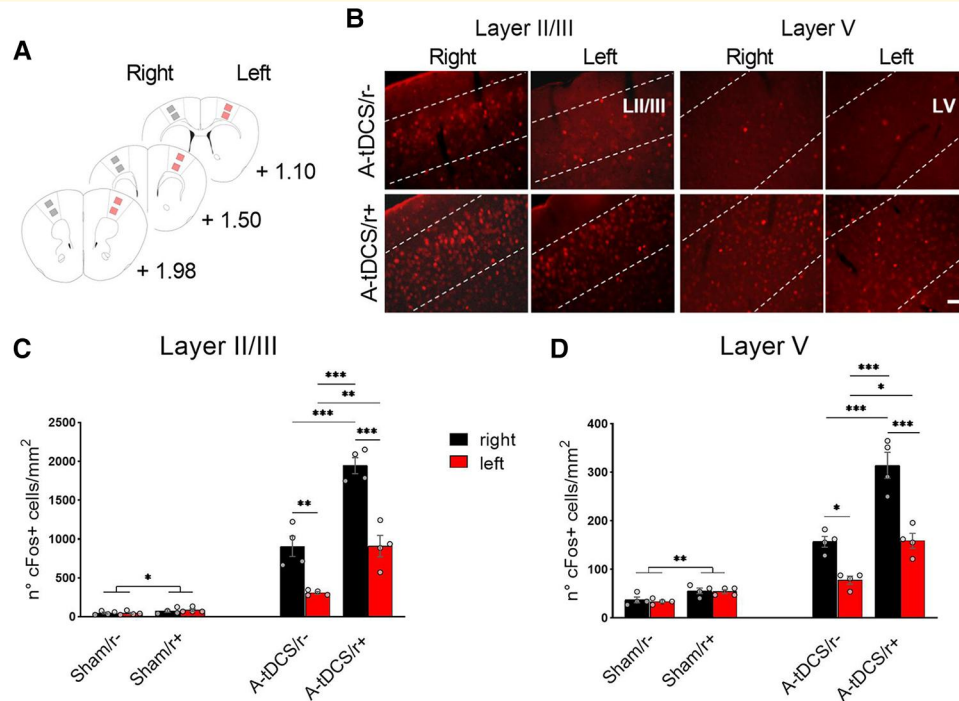 A
Right Left
+ 1.10
+ 1.50
+ 1.98
B
Layer II/III Layer V
Right Left Right Left
A-tDCS/r-
LII/III
LV
A-tDCS/r+
C
Layer II/III
***
**
*** ***
**
*
n° cFos+ cells/mm2
2500
2000
1500
1000
500
0
Sham/r-
Sham/r+
A-tDCS/r-
A-tDCS/r+
right
left
D
Layer V
***
*
*** ***
*
**
n° cFos+ cells/mm2
400
300
200
100
50
0
Sham/r-
Sham/r+
A-tDCS/r-
A-tDCS/r+